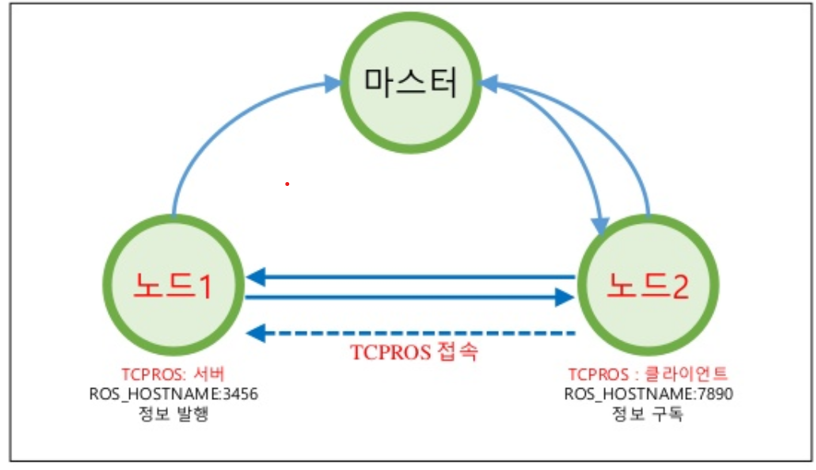 마스터
노드1
노드2
TCPROS 접속
TCPROS: 서버
ROS_HOSTNAME:3456
정보 발행
TCPROS : 클라이언트
ROS_HOSTNAME:7890
정보 구독